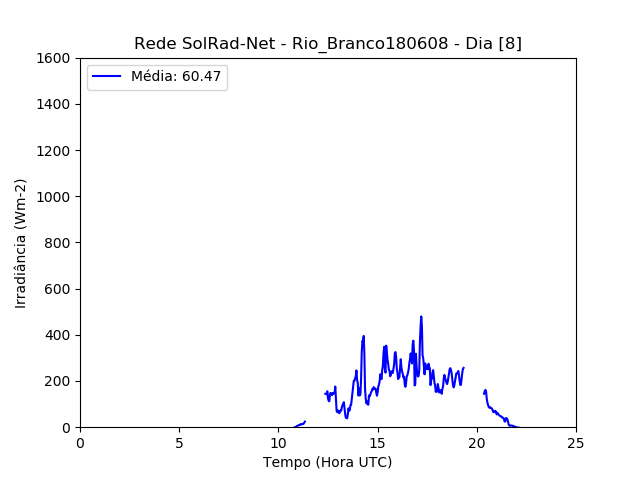 Rede SolRad-Net - Rio_Branco180608 - Dia [8]
Média: 60.47
Irradiância (Wm-2)
1600
1400
1200
1000
800
600
400
200
0
0 5 10 15 20 25
Tempo (Hora UTC)